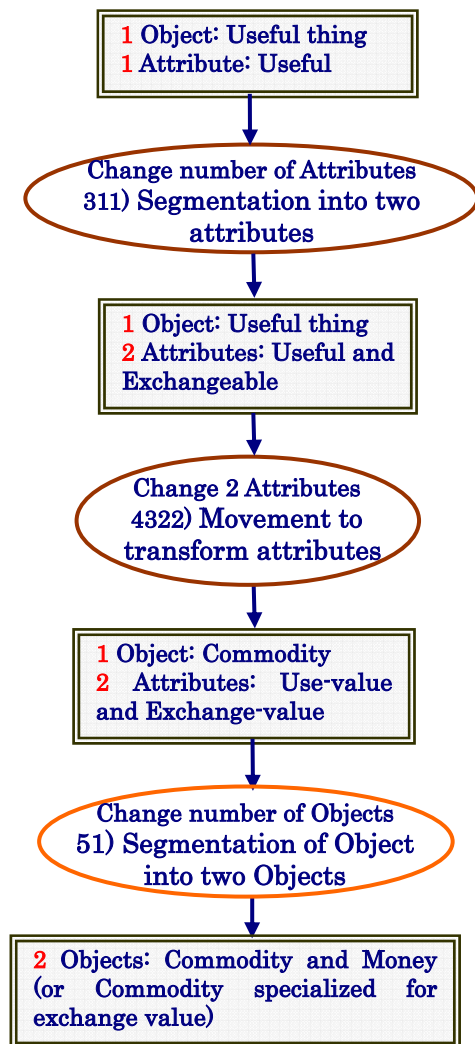 1 Object: Useful thing
1 Attribute: Useful
Change number of Attributes
311) Segmentation into two
attributes
1 Object: Useful thing
2 Attributes: Useful and
Exchangeable
Change 2 Attributes
4322) Movement to
transform attributes
1 Object: Commodity
2 Attributes: Use-value
and Exchange-value
Change number of Objects
51) Segmentation of Object
into two Objects
2 Objects: Commodity and Money
(or Commodity specialized for
exchange value)